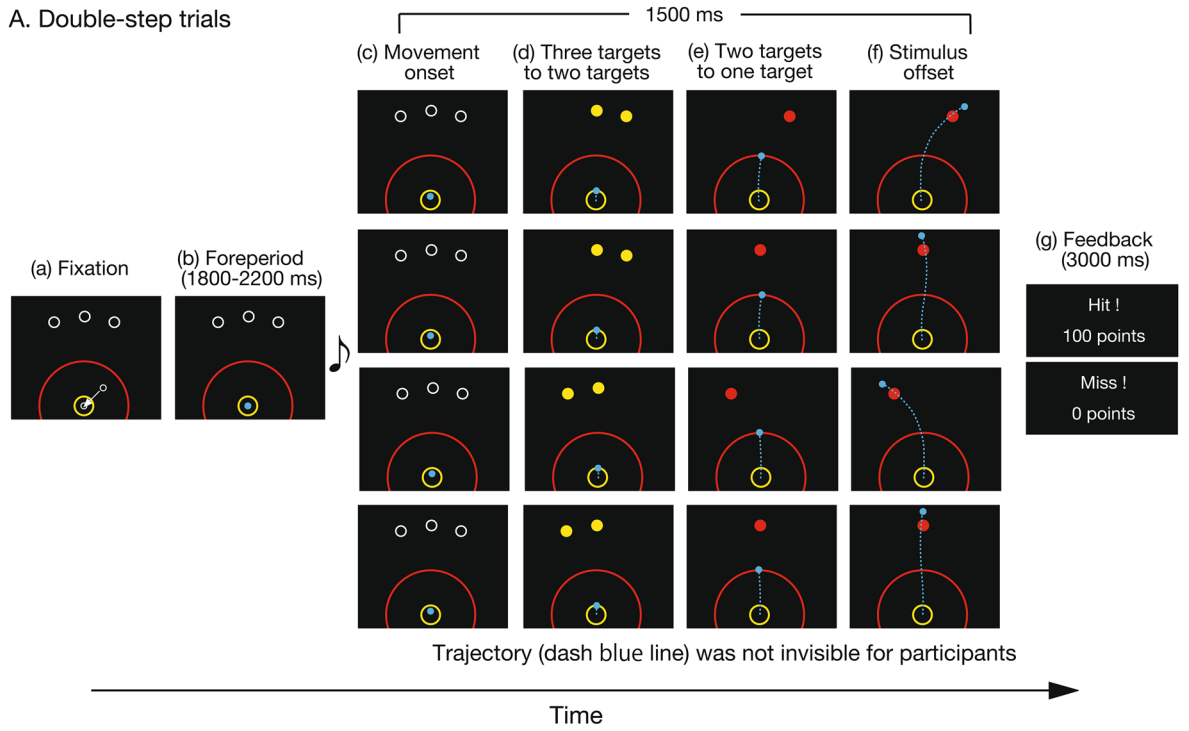 A. Double-step trials
1500 ms
(c) Movement
onset
(d) Three targets
to two targets
(e) Two targets
to one target
(f) Stimulus
offset
(a) Fixation
(b) Foreperiod
(1800-2200 ms)
(g) Feedback
(3000 ms)
Hit !
100 points
Miss !
0 points
Trajectory (dash blue line) was not invisible for participants
Time